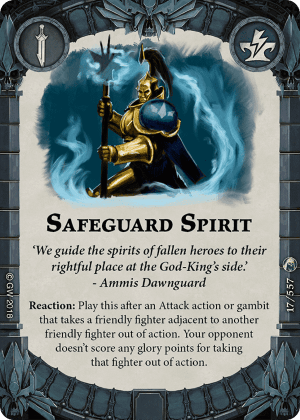 SAFEGUARD SPIRIT
‘We guide the spirits of fallen heroes to their
rightful place at the God-King’s side.’
- Ammis Dawnguard
Reaction: Play this after an Attack action or gambit
that takes a friendly fighter adjacent to another
friendly fighter out of action. Your opponent
doesn’t score any glory points for taking
that fighter out of action.
©GW 2018
17/557